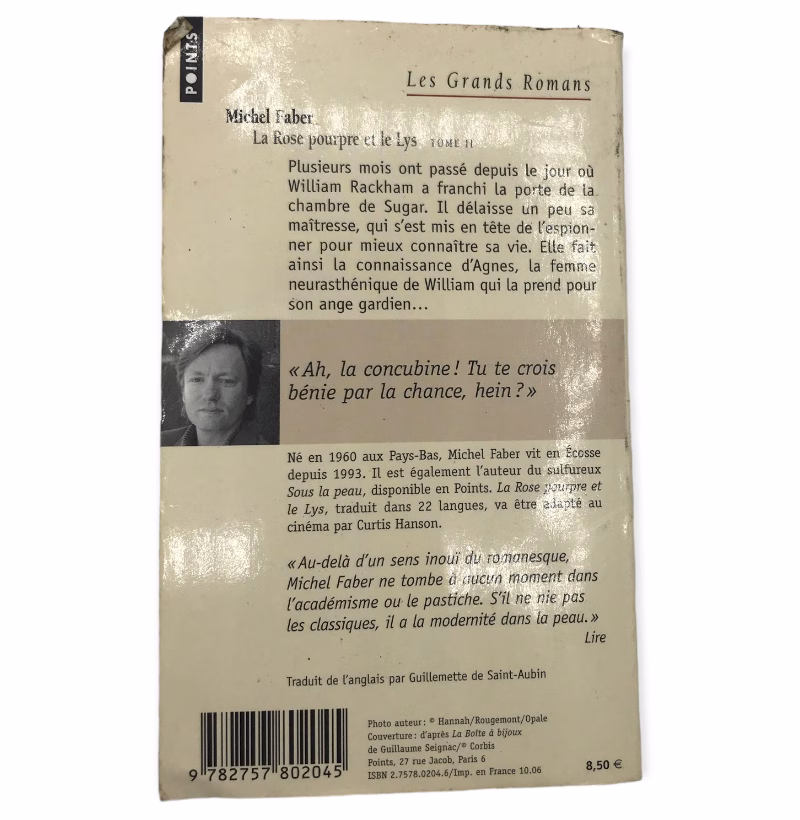 POINTS
Les Grands Romans
Michel Faber
La Rose pourpre et le Lys TOME II
Plusieurs mois ont passé depuis le jour où
William Rackham a franchi la porte de la
chambre de Sugar. Il délaisse un peu sa
maîtresse, qui s'est mis en tête de l'espion-
ner pour mieux connaître sa vie. Elle fait
ainsi la connaissance d'Agnes, la femme
neurasthénique de William qui la prend pour
son ange gardien...
« Ah, la concubine ! Tu te crois
bénie par la chance, hein ? »
Né en 1960 aux Pays-Bas, Michel Faber vit en Écosse
depuis 1993. Il est également l'auteur du sulfureux
Sous la peau, disponible en Points. La Rose pourpre et
le Lys, traduit dans 22 langues, va être adapté au
cinéma par Curtis Hanson.
« Au-delà d'un sens inouï du romanesque,
Michel Faber ne tombe à aucun moment dans
l'académisme ou le pastiche. S'il ne nie pas
les classiques, il a la modernité dans la peau. »
Lire
Traduit de l'anglais par Guillemette de Saint-Aubin
Photo auteur : © Hannah/Rougemont/Opale
Couverture : d'après La Boîte à bijoux
de Guillaume Seignac/© Corbis
Points, 27 rue Jacob, Paris 6
ISBN 2.7578.0204.6/Imp. en France 10.06
8,50 €
9 782757 802045